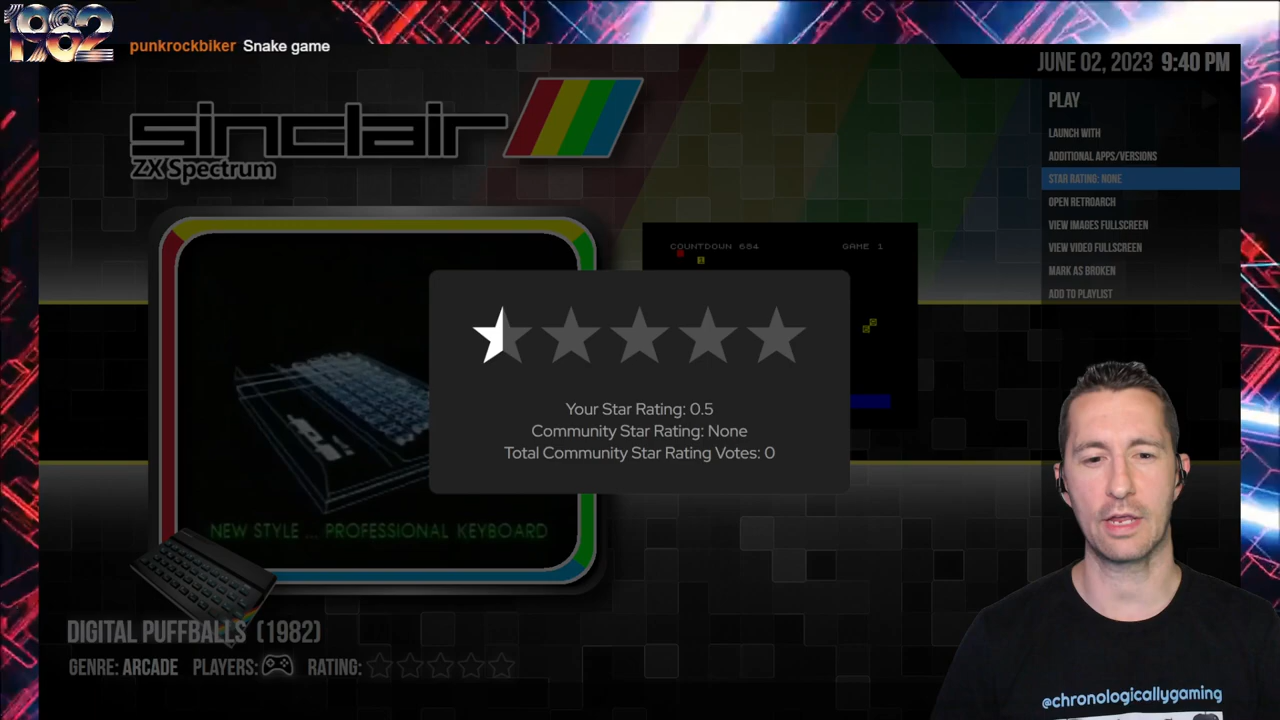 1982
punkrockbiker Snake game
JUNE 02, 2023 9:40 PM
sinclair
ZX Spectrum
PLAY
LAUNCH WITH
ADDITIONAL APPS/VERSIONS
STAR RATING: NONE
OPEN RETROARCH
VIEW IMAGES FULLSCREEN
VIEW VIDEO FULLSCREEN
MARK AS BROKEN
ADD TO PLAYLIST
COUNTDOWN 684 GAME 1
Your Star Rating: 0.5
Community Star Rating: None
Total Community Star Rating Votes: 0
NEW STYLE ... PROFESSIONAL KEYBOARD
DIGITAL PUFFBALLS (1982)
GENRE: ARCADE PLAYERS: RATING:
@chronologicallygaming